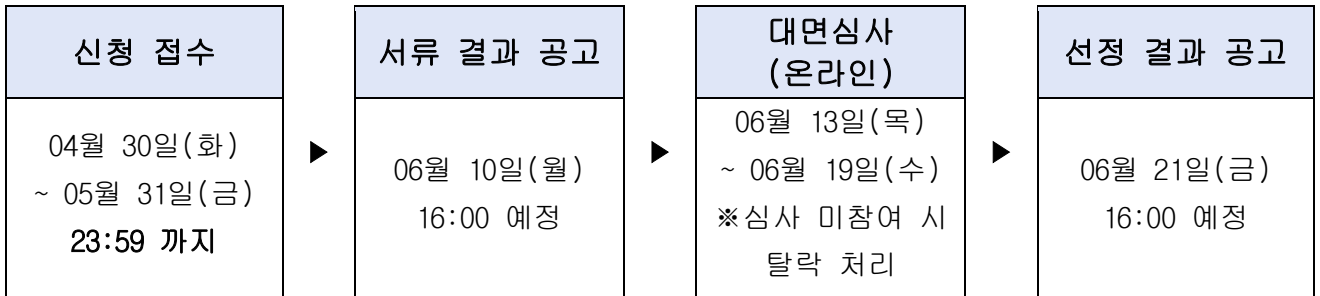 신청 접수
04월 30일(화)
~ 05월 31일(금)
23:59 까지
▶
서류 결과 공고
06월 10일(월)
16:00 예정
▶
대면심사
(온라인)
06월 13일(목)
~ 06월 19일(수)
※심사 미참여 시
탈락 처리
▶
선정 결과 공고
06월 21일(금)
16:00 예정